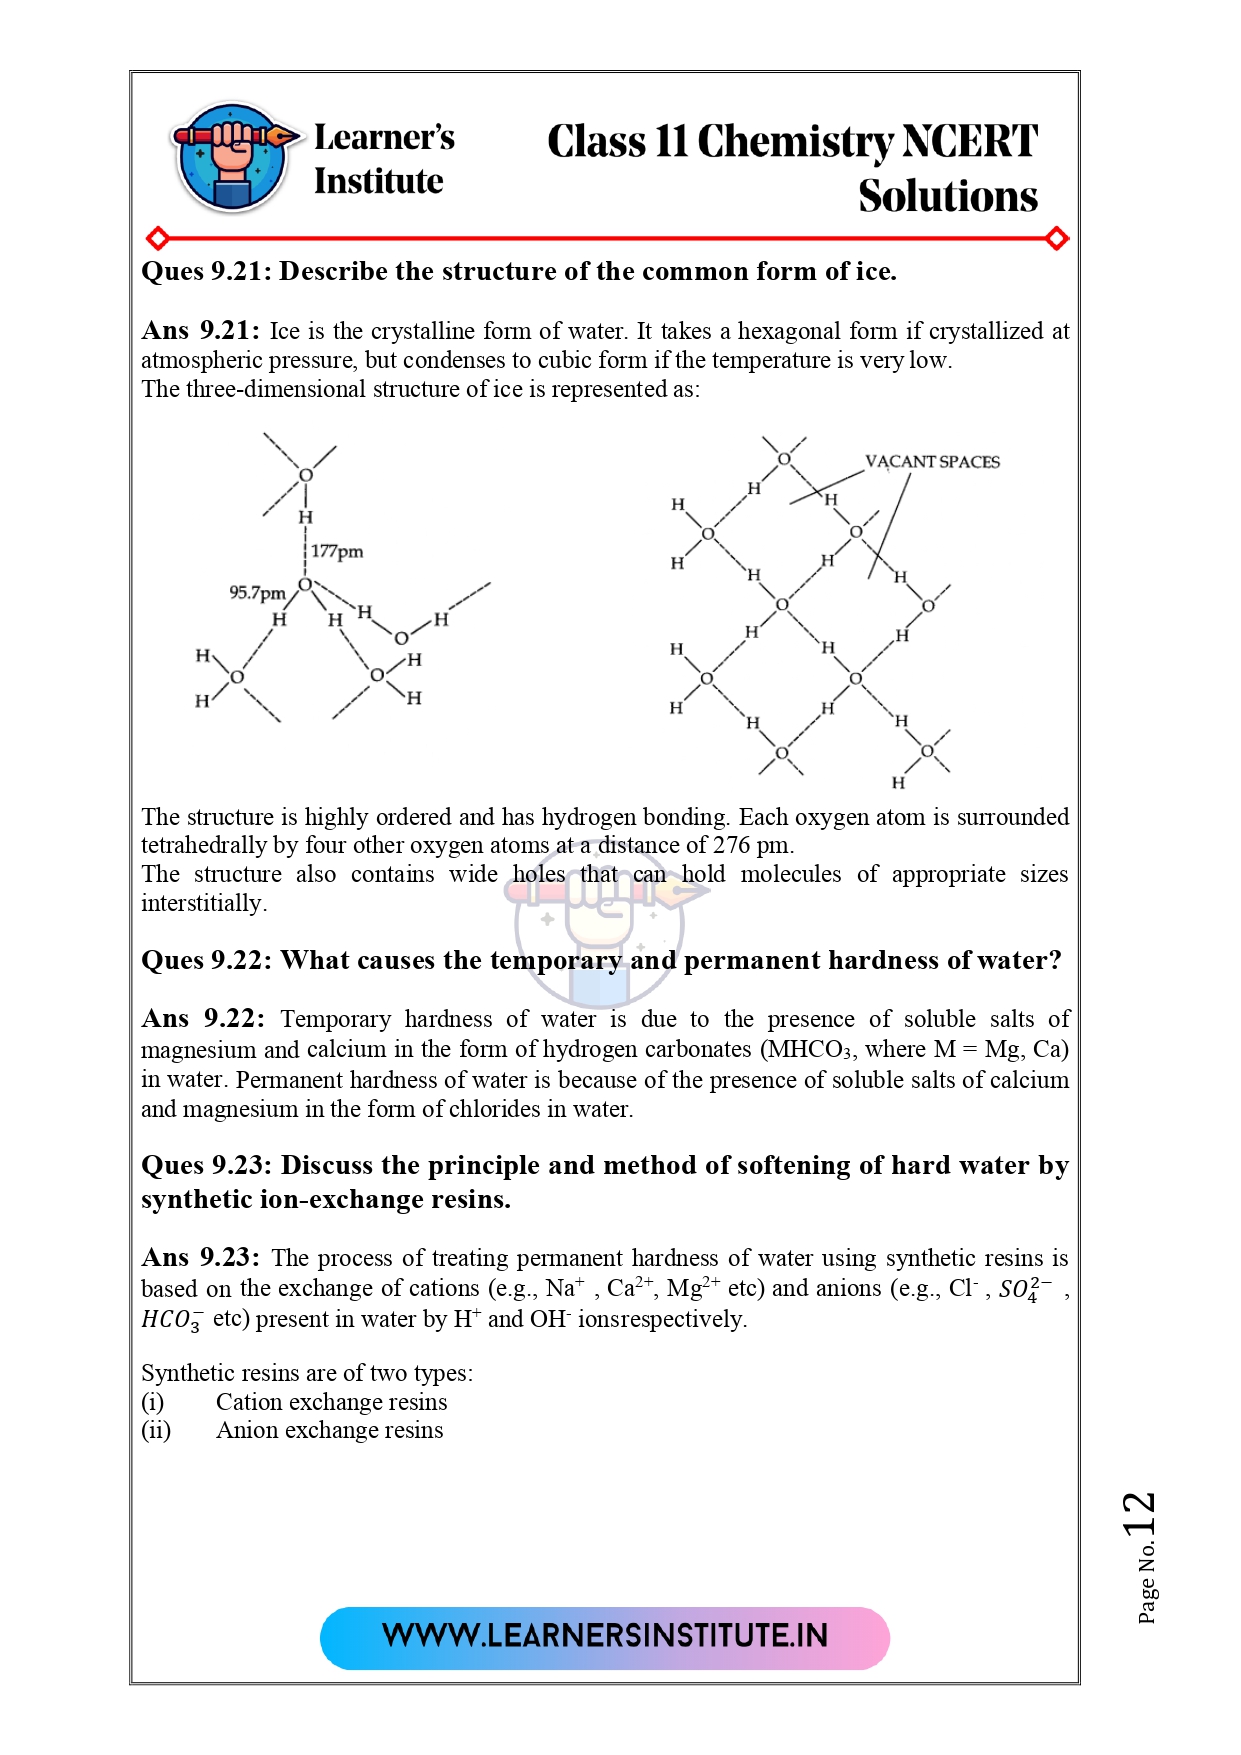 Learner's
Institute
Class 11 Chemistry NCERT
Solutions
Ques 9.21: Describe the structure of the common form of ice.
Ans 9.21: Ice is the crystalline form of water. It takes a hexagonal form if crystallized at
atmospheric pressure, but condenses to cubic form if the temperature is very low.
The three-dimensional structure of ice is represented as:
O
H
177pm
95.7pm O
H H H H
O
H O O H
H H
O VACANT SPACES
H H
H O O
H H H H
O O
H H H
H O O
H H H H
O O
H
The structure is highly ordered and has hydrogen bonding. Each oxygen atom is surrounded
tetrahedrally by four other oxygen atoms at a distance of 276 pm.
The structure also contains wide holes that can hold molecules of appropriate sizes
interstitially.
Ques 9.22: What causes the temporary and permanent hardness of water?
Ans 9.22: Temporary hardness of water is due to the presence of soluble salts of
magnesium and calcium in the form of hydrogen carbonates (MHCO₃, where M = Mg, Ca)
in water. Permanent hardness of water is because of the presence of soluble salts of calcium
and magnesium in the form of chlorides in water.
Ques 9.23: Discuss the principle and method of softening of hard water by
synthetic ion-exchange resins.
Ans 9.23: The process of treating permanent hardness of water using synthetic resins is
based on the exchange of cations (e.g., Na⁺ , Ca²⁺, Mg²⁺ etc) and anions (e.g., Cl⁻ , SO₄²⁻ ,
HCO₃⁻ etc) present in water by H⁺ and OH⁻ ionsrespectively.
Synthetic resins are of two types:
(i) Cation exchange resins
(ii) Anion exchange resins
Page No.12
WWW.LEARNERSINSTITUTE.IN